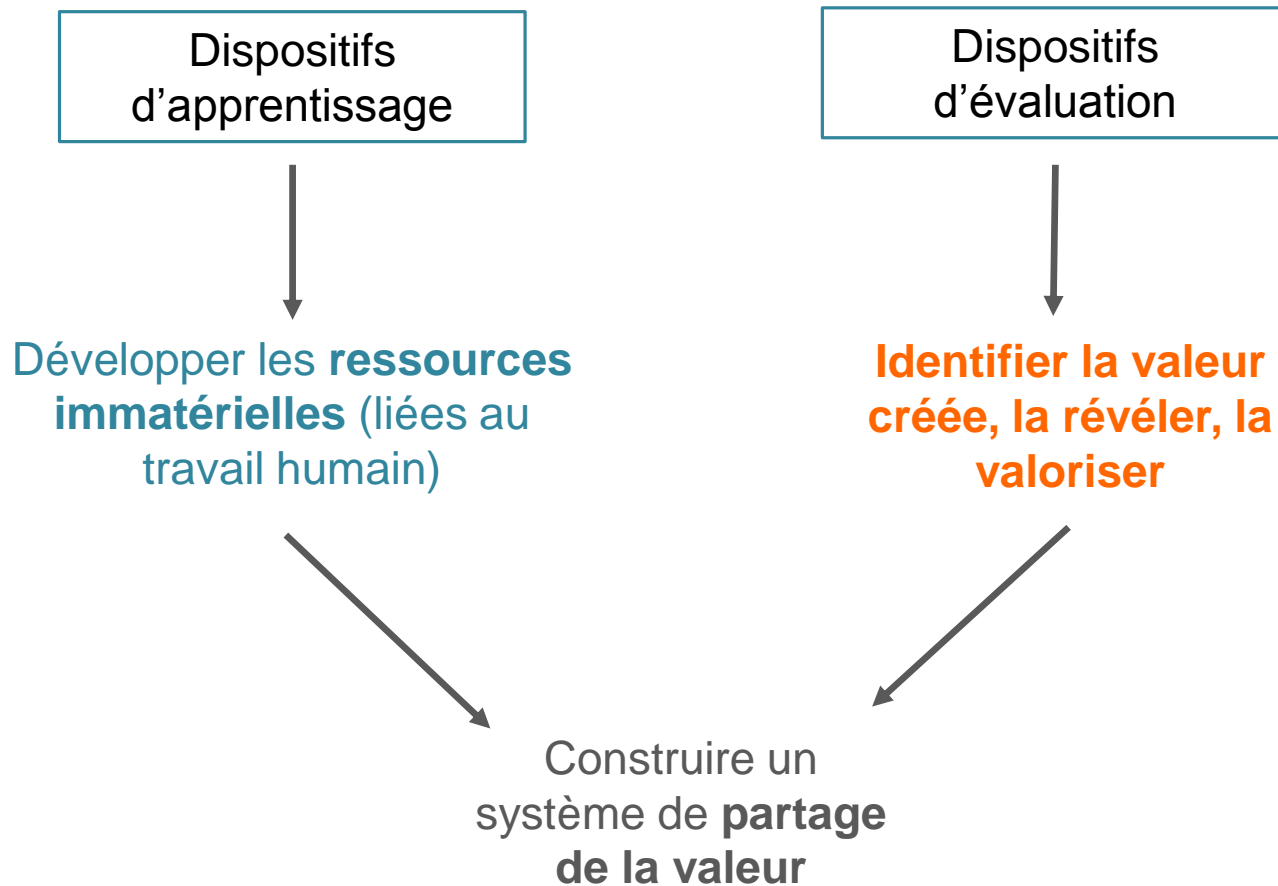 Dispositifs
d’apprentissage
Dispositifs
d’évaluation
Développer les ressources
immatérielles (liées au
travail humain)
Identifier la valeur
créée, la révéler, la
valoriser
Construire un
système de partage
de la valeur